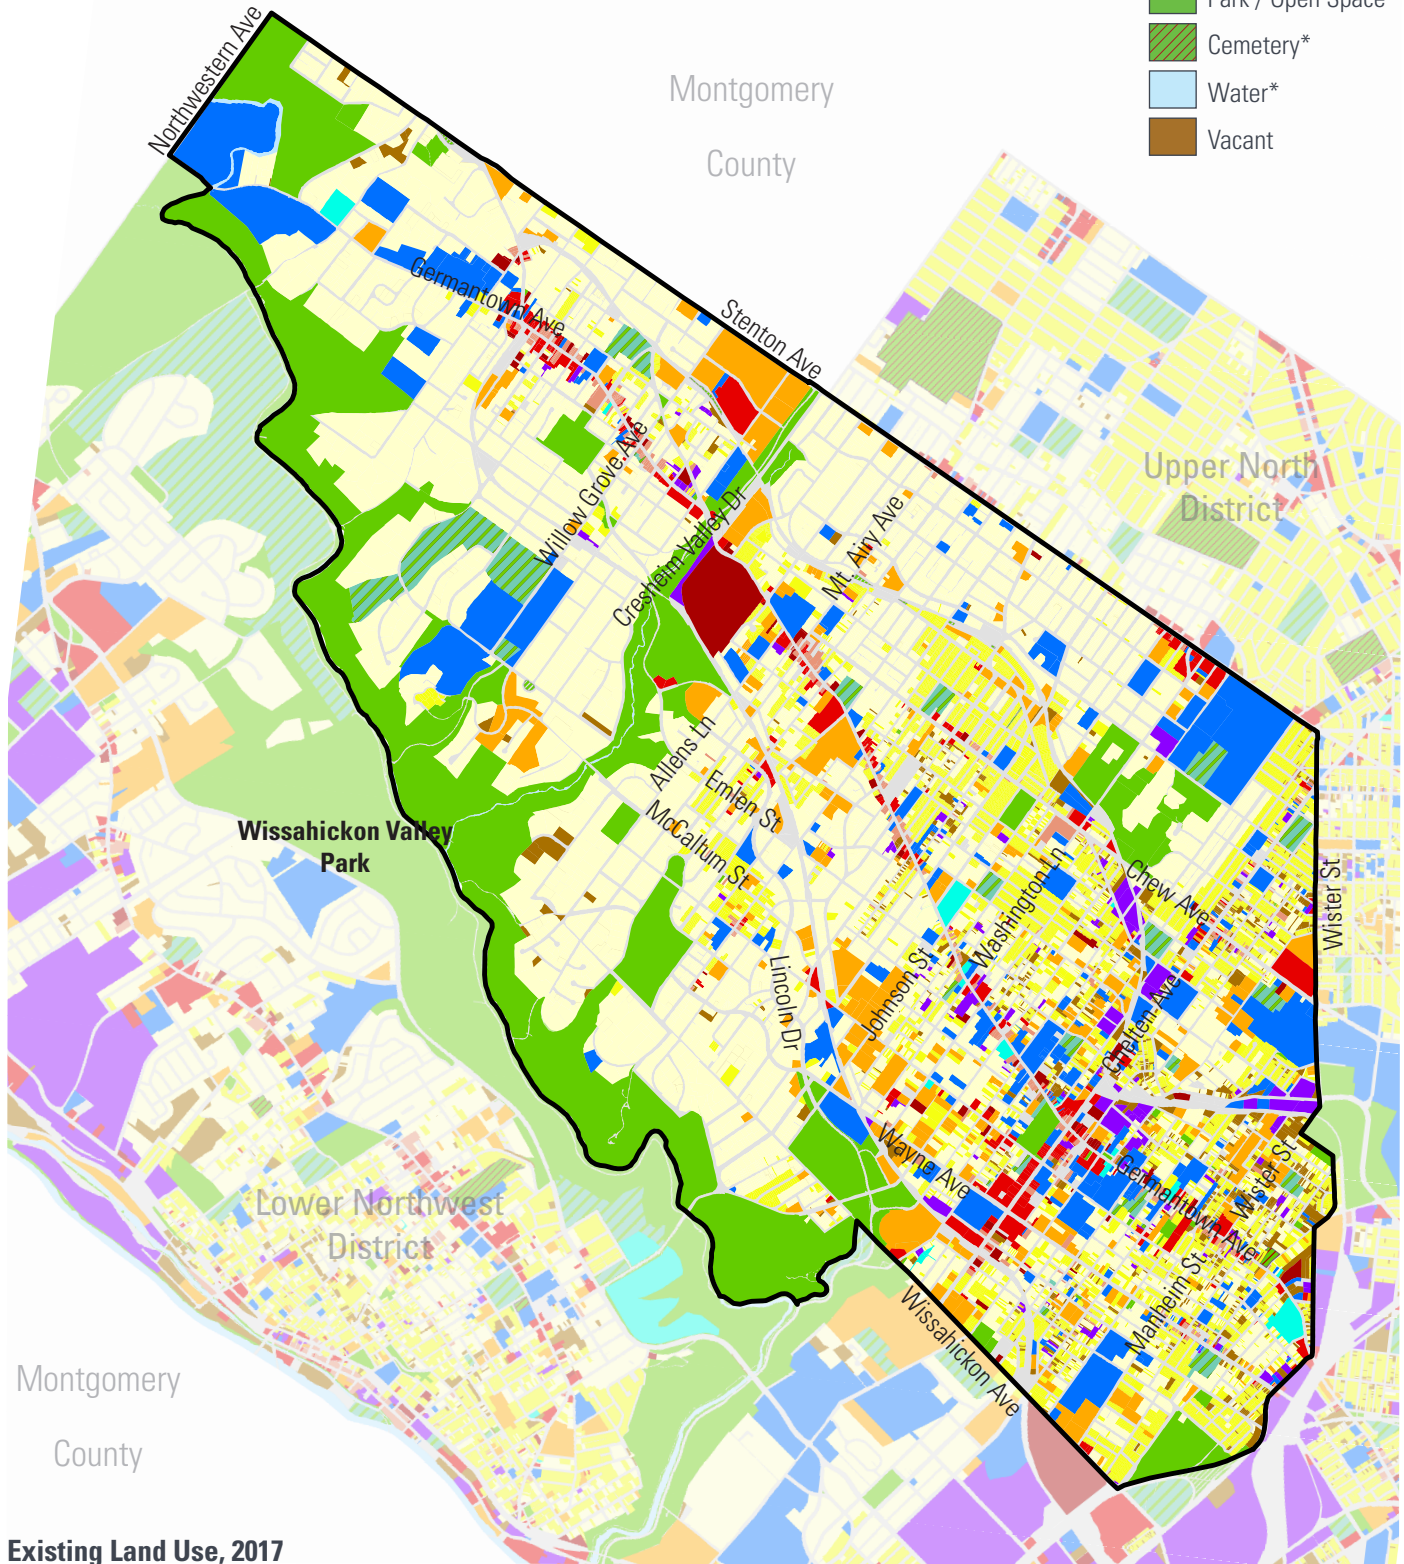 Park / Open Space
Cemetery*
Water*
Vacant
Northwestern Ave
Montgomery
County
Germantown Ave
Stenton Ave
Upper North
District
Willow Grove Ave
Cresheim Valley Dr
Mt. Airy Ave
Allens Ln
Emlen St
McCallum St
Wissahickon Valley
Park
Washington Ln
Chew Ave
Wister St
Lincoln Dr
Johnson St
Chelten Ave
Wayne Ave
Germantown Ave
Wister St
Lower Northwest
District
Manheim St
Wissahickon Ave
Montgomery
County
Existing Land Use, 2017